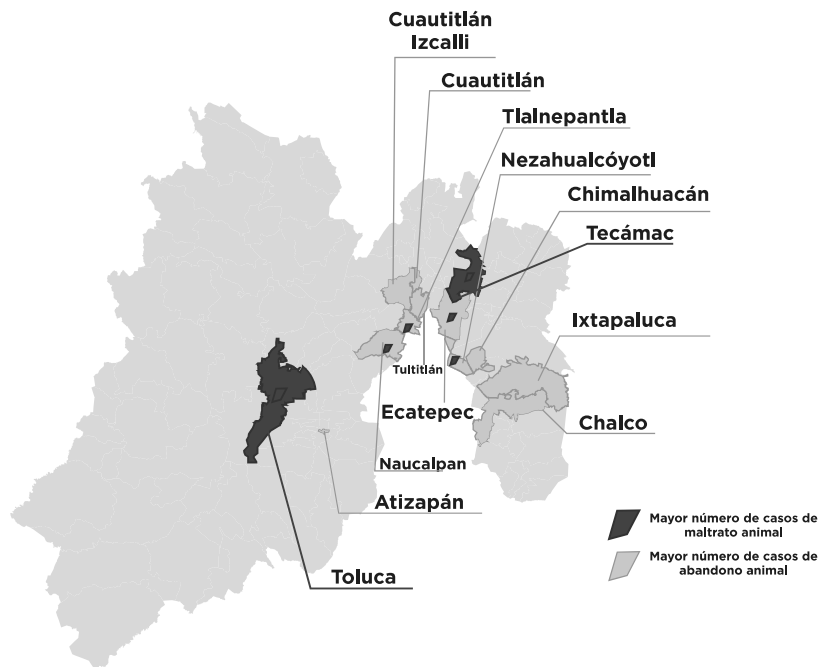 Cuautitlán
Izcalli
Cuautitlán
Tlalnepantla
Nezahualcóyotl
Chimalhuacán
Tecámac
Ixtapaluca
Tultitlán
Ecatepec
Chalco
Naucalpan
Atizapán
Toluca
Mayor número de casos de
maltrato animal
Mayor número de casos de
abandono animal